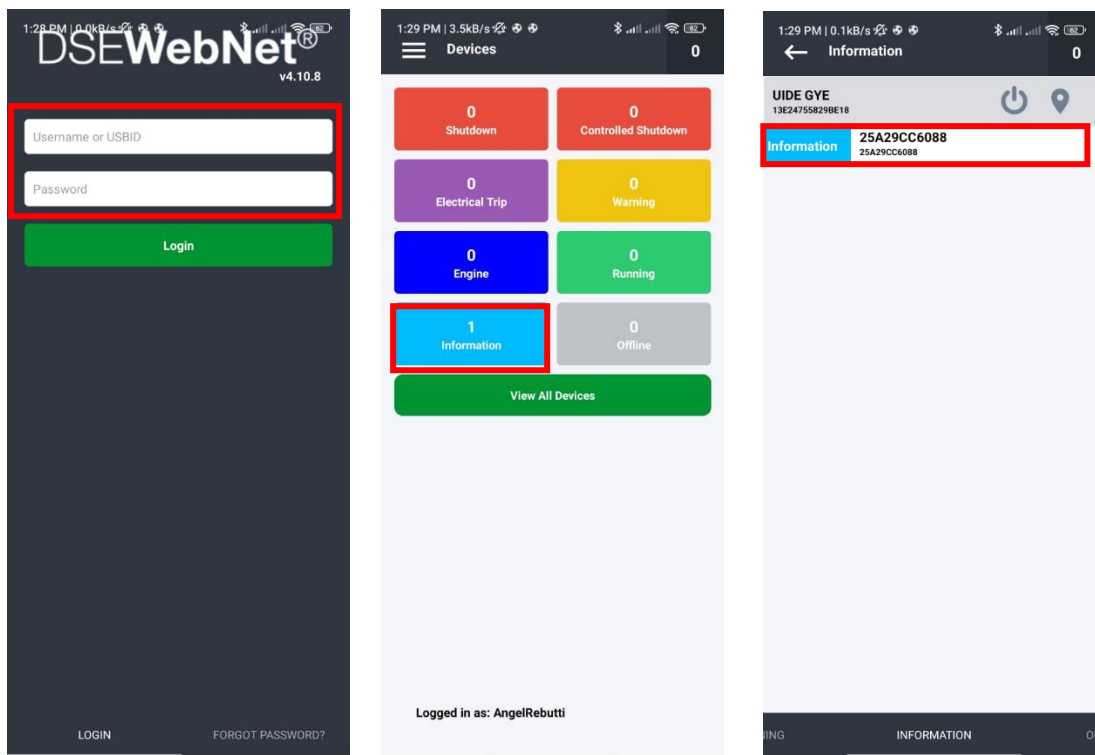 1:28 PM | 0.0kB/s
DSEWebNet®
v4.10.8
Username or USBID
Password
Login
LOGIN
FORGOT PASSWORD?
1:29 PM | 3.5kB/s
62
Devices
0
0
Shutdown
0
Controlled Shutdown
0
Electrical Trip
0
Warning
0
Engine
0
Running
1
Information
0
Offline
View All Devices
Logged in as: AngelRebutti
1:29 PM | 0.1kB/s
62
Information
0
UIDE GYE
13E24755829BE18
Information
25A29CC6088
25A29CC6088
INFORMATION